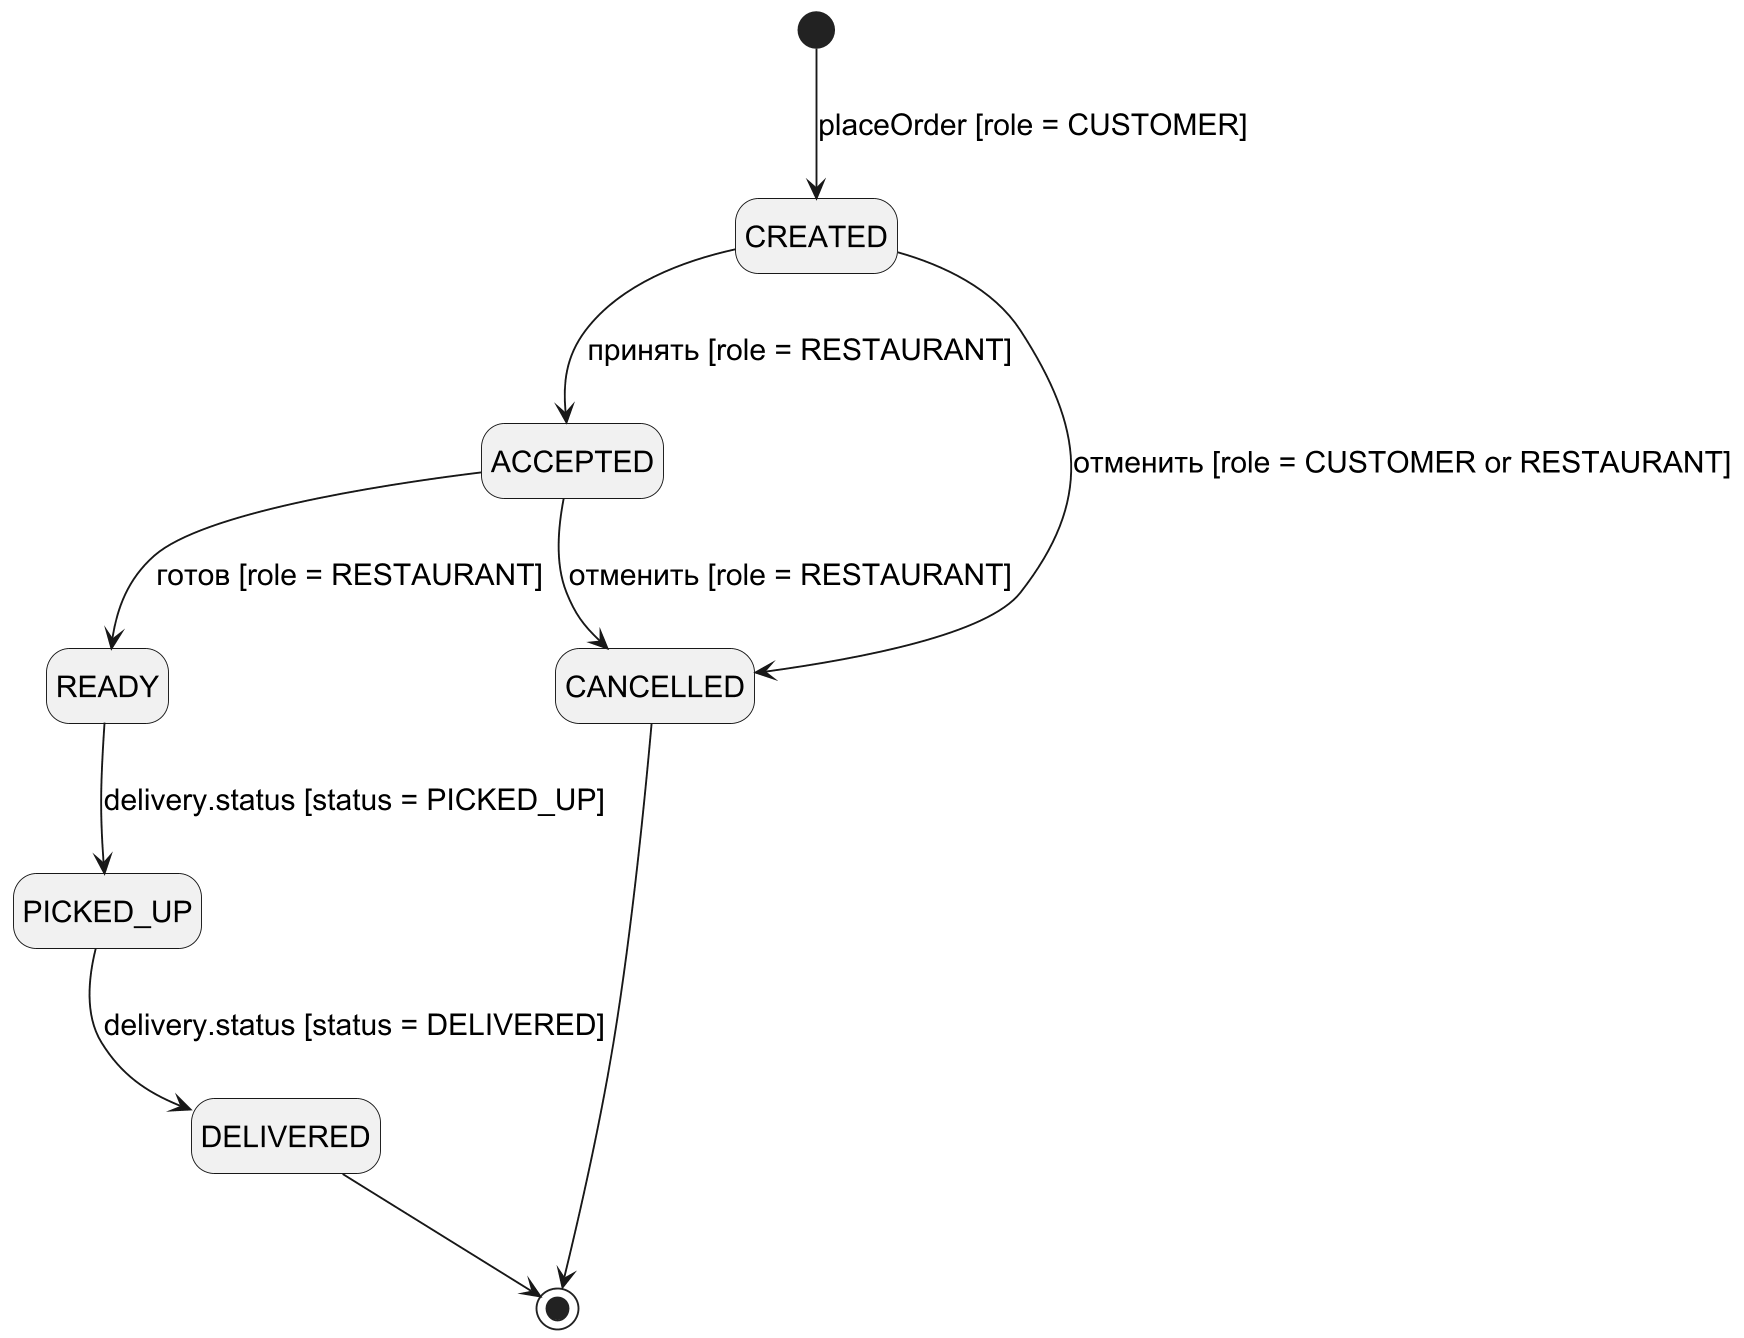 placeOrder [role = CUSTOMER]
CREATED
принять [role = RESTAURANT]
ACCEPTED
отменить [role = CUSTOMER or RESTAURANT]
готов [role = RESTAURANT]
отменить [role = RESTAURANT]
READY
CANCELLED
delivery.status [status = PICKED_UP]
PICKED_UP
delivery.status [status = DELIVERED]
DELIVERED